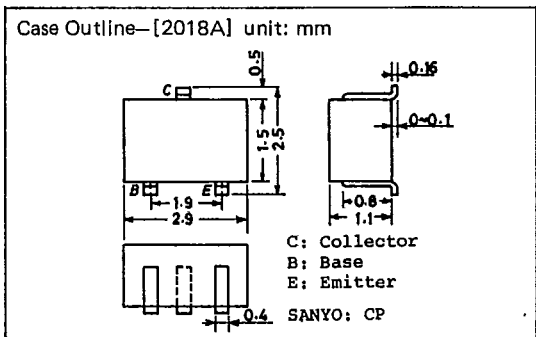 Case Outline—[2018A] unit: mm
C
0.5
0.16
1.5
2.5
0~0.1
B
E
1.9
2.9
0.8
1.1
C: Collector
B: Base
E: Emitter
0.4
SANYO: CP